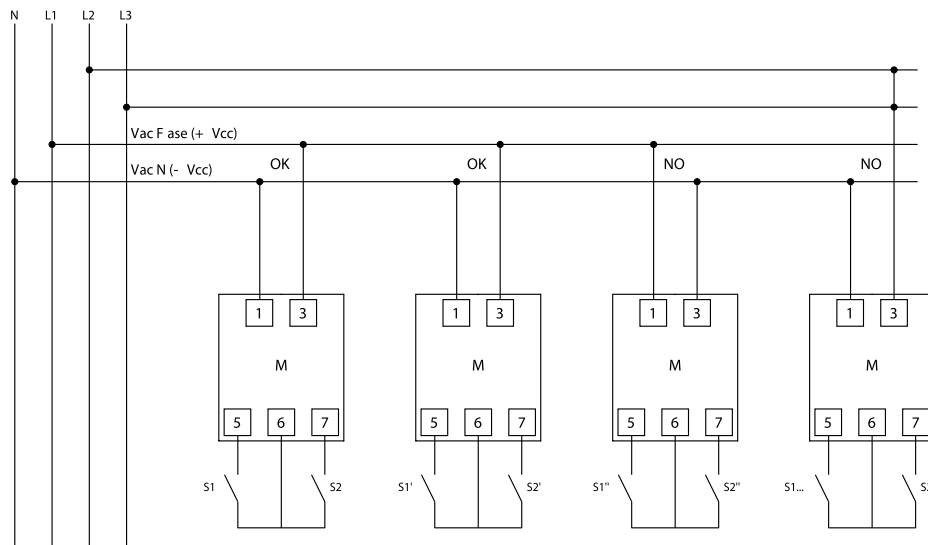 N L1 L2 L3
Vac F ase (+ Vcc)
Vac N (- Vcc) OK OK NO NO
1 3 1 3 1 3 1 3
M M M M
5 6 7 5 6 7 5 6 7 5 6 7
S1 S2 S1' S2' S1" S2" S1...